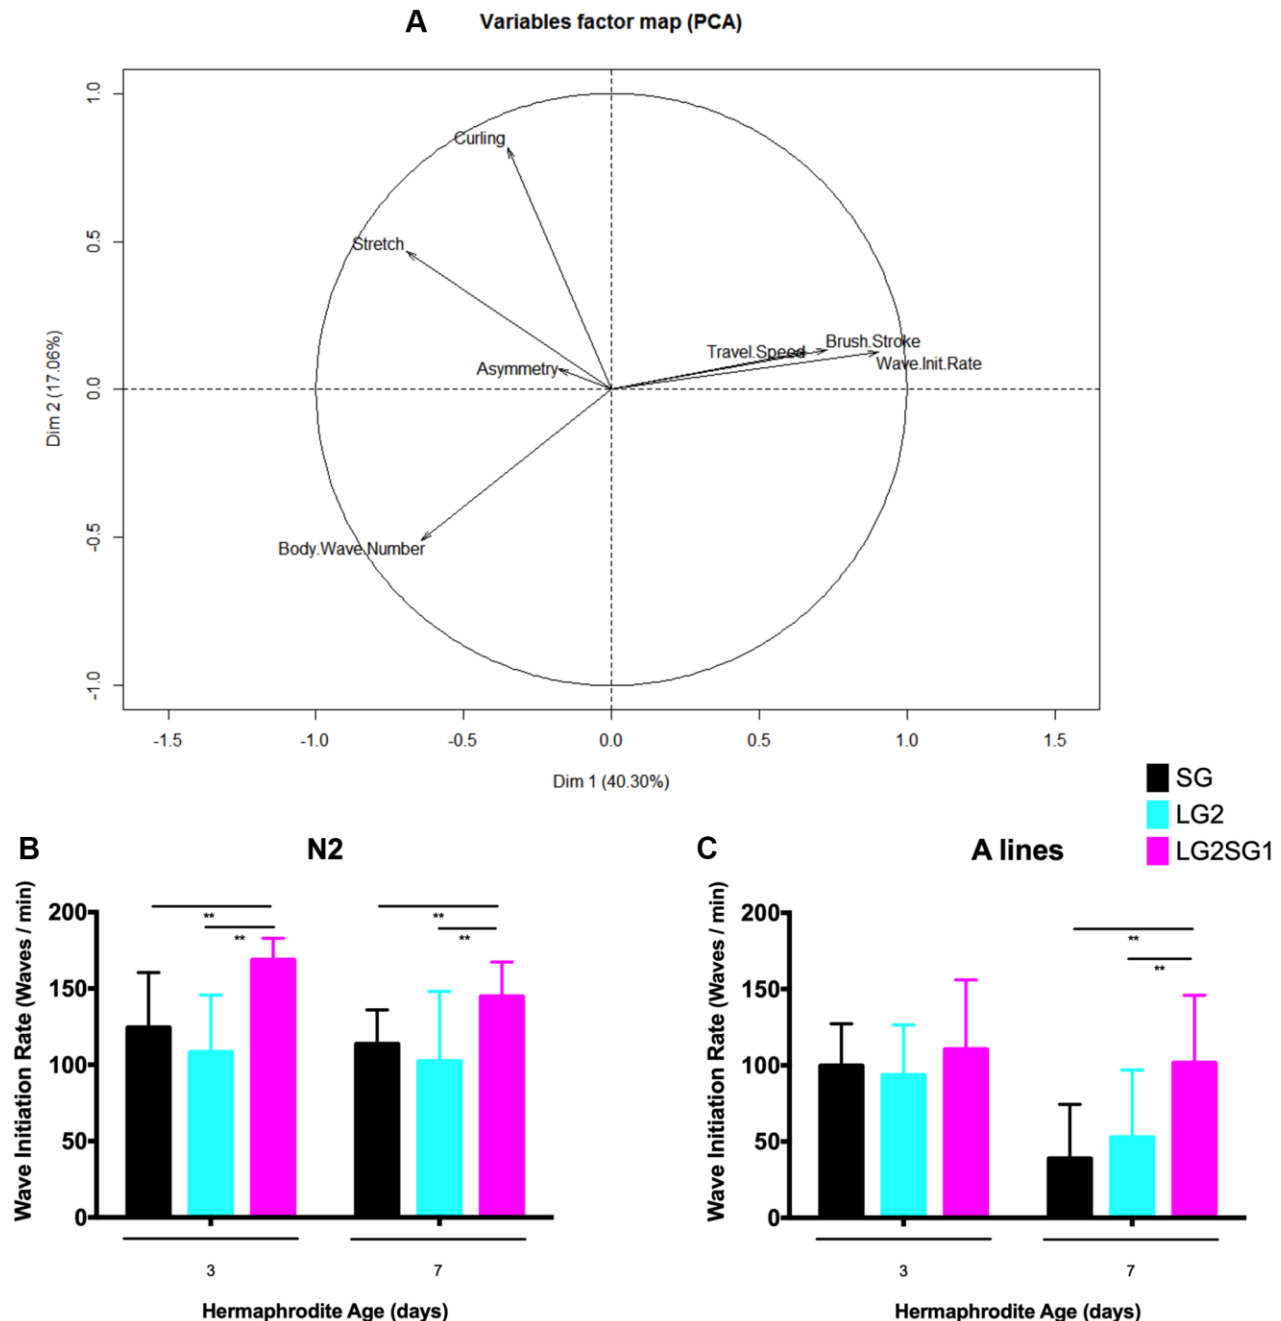 A
Variables factor map (PCA)
1.0
0.5
0.0
-0.5
-1.0
Dim 2 (17.06%)
Curling
Stretch
Asymmetry
Body.Wave.Number
Travel.Speed
Brush.Stroke
Wave.Init.Rate
-1.5
-1.0
-0.5
0.0
0.5
1.0
1.5
Dim 1 (40.30%)
SG
LG2
LG2SG1
B
N2
Wave Initiation Rate (Waves / min)
200
150
100
50
0
**
**
**
**
3
7
Hermaphrodite Age (days)
C
A lines
Wave Initiation Rate (Waves / min)
200
150
100
50
0
**
**
3
7
Hermaphrodite Age (days)